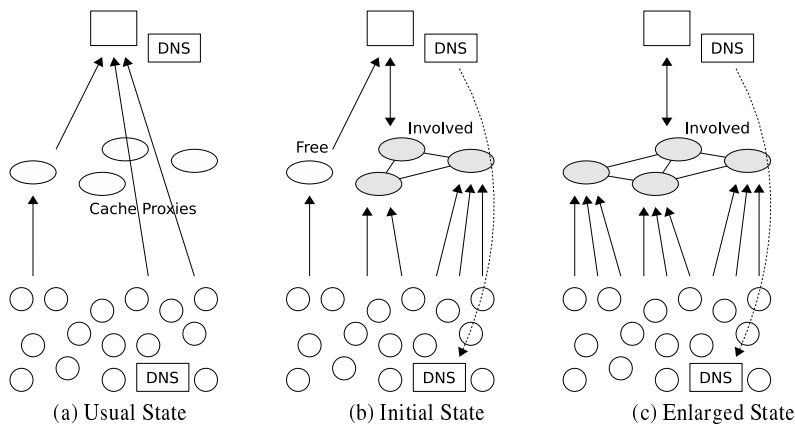 DNS
Cache Proxies
DNS
(a) Usual State
DNS
Involved
Free
DNS
(b) Initial State
DNS
Involved
DNS
(c) Enlarged State